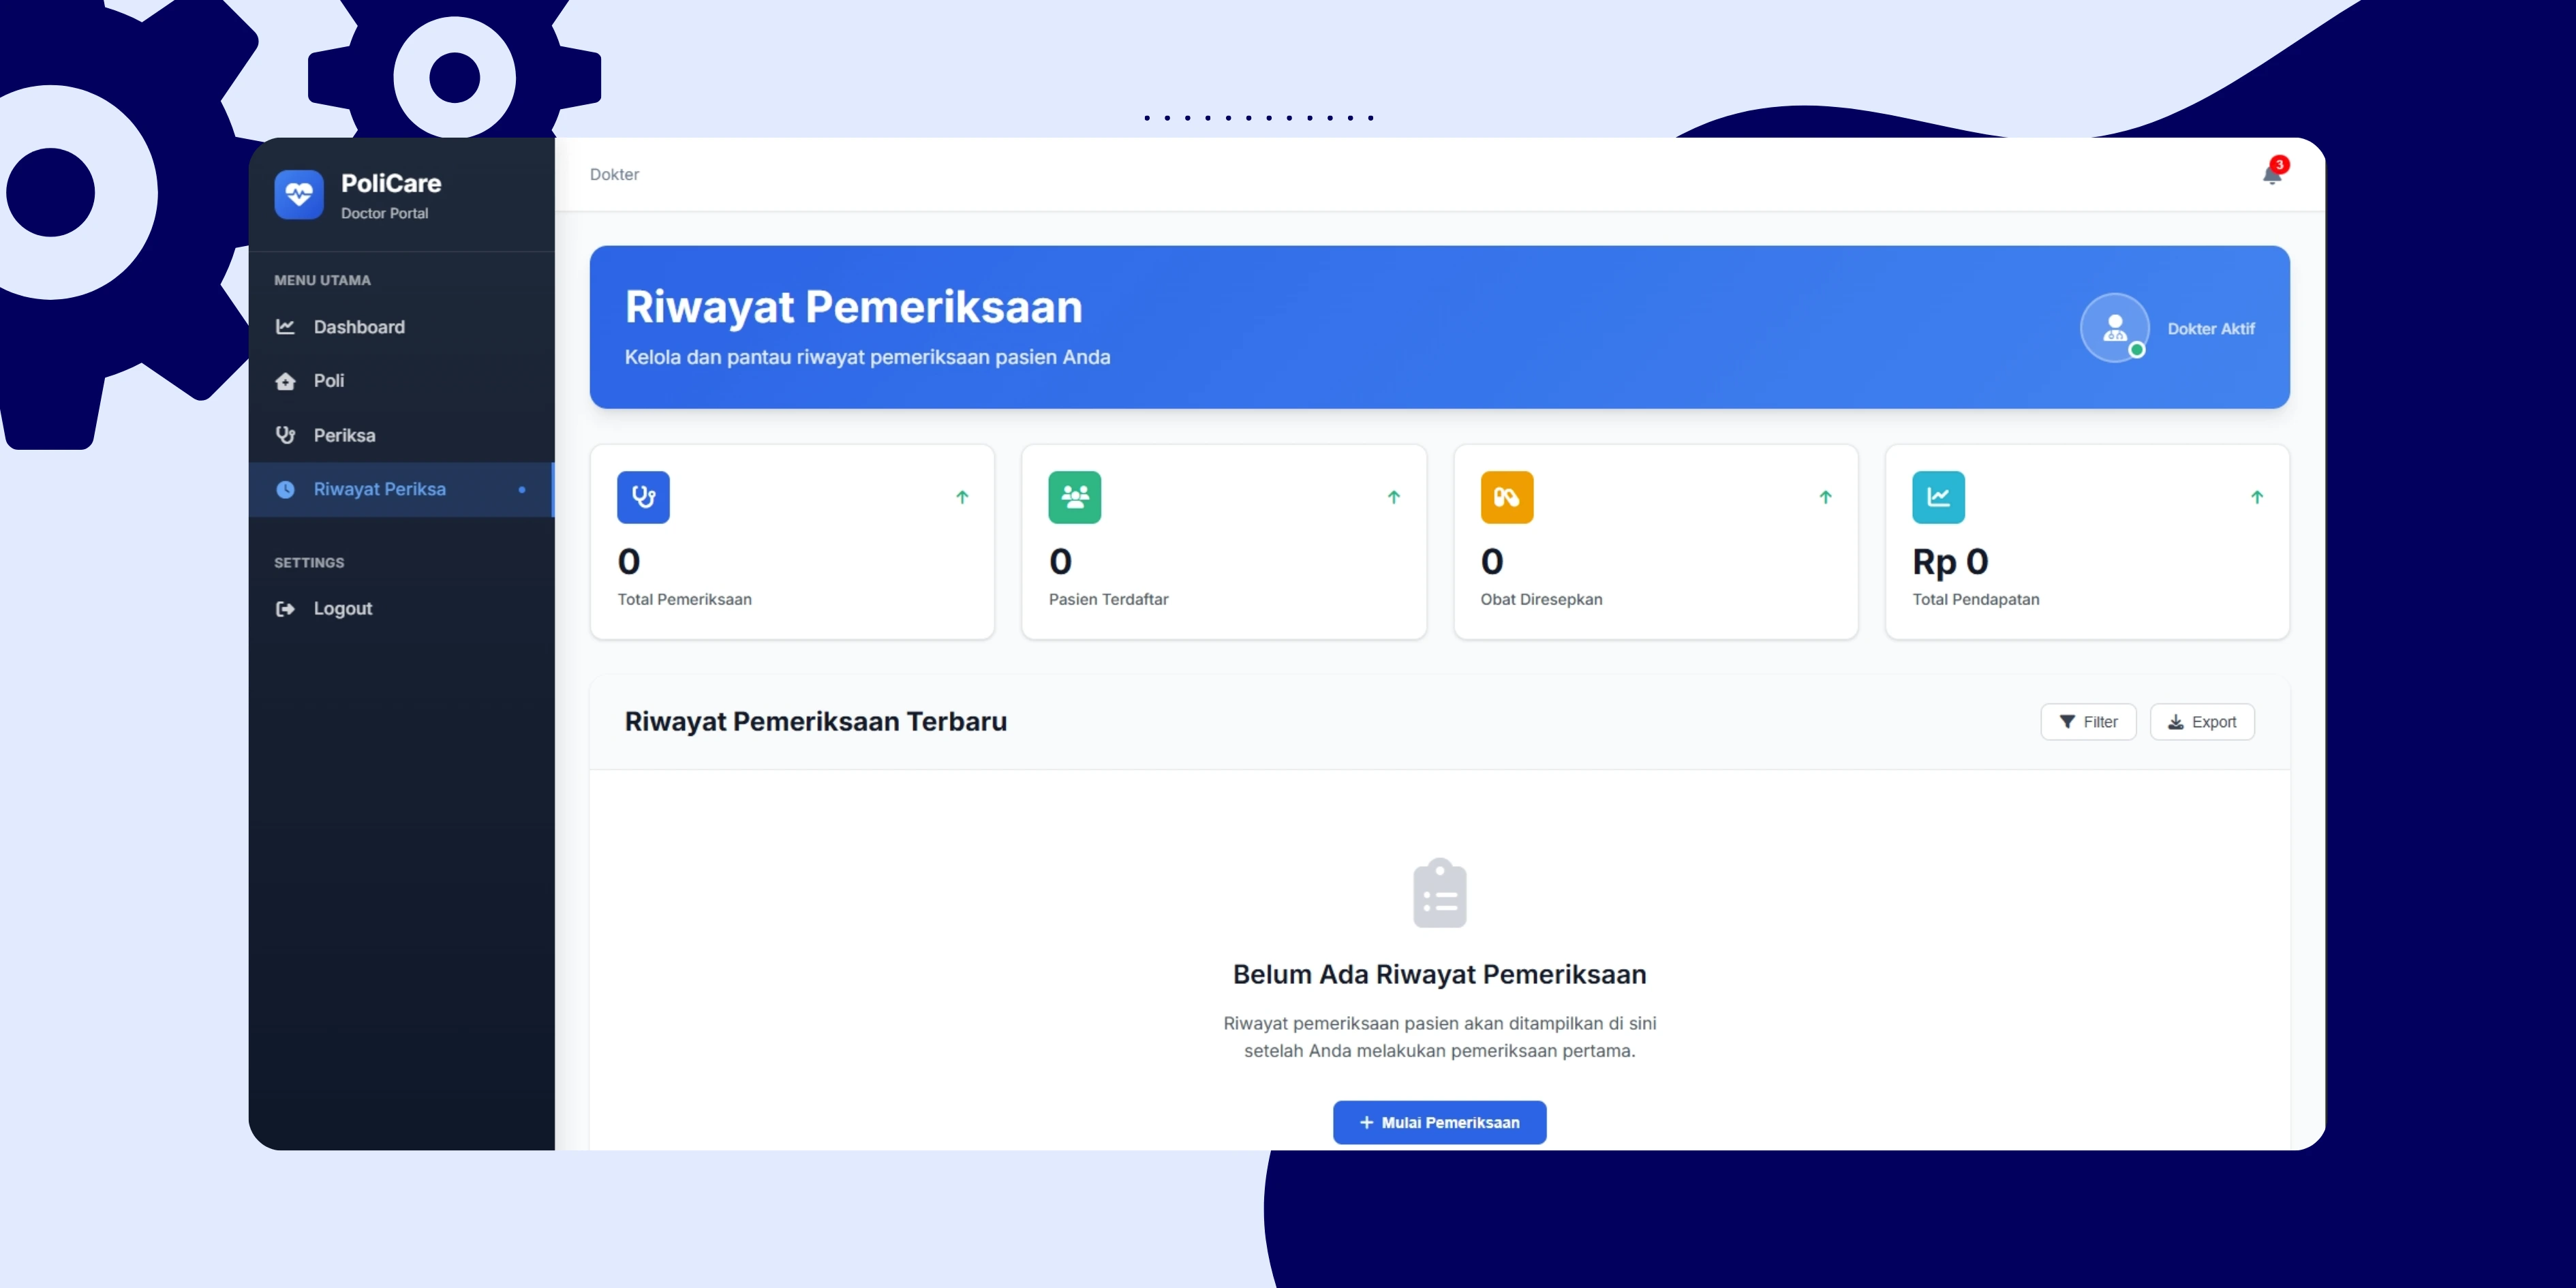 PoliCare
Doctor Portal
MENU UTAMA
Dashboard
Poli
Periksa
Riwayat Periksa
SETTINGS
Logout
Dokter
3
Riwayat Pemeriksaan
Kelola dan pantau riwayat pemeriksaan pasien Anda
Dokter Aktif
0
Total Pemeriksaan
0
Pasien Terdaftar
0
Obat Diresepkan
Rp 0
Total Pendapatan
Riwayat Pemeriksaan Terbaru
Filter
Export
Belum Ada Riwayat Pemeriksaan
Riwayat pemeriksaan pasien akan ditampilkan di sini
setelah Anda melakukan pemeriksaan pertama.
Mulai Pemeriksaan